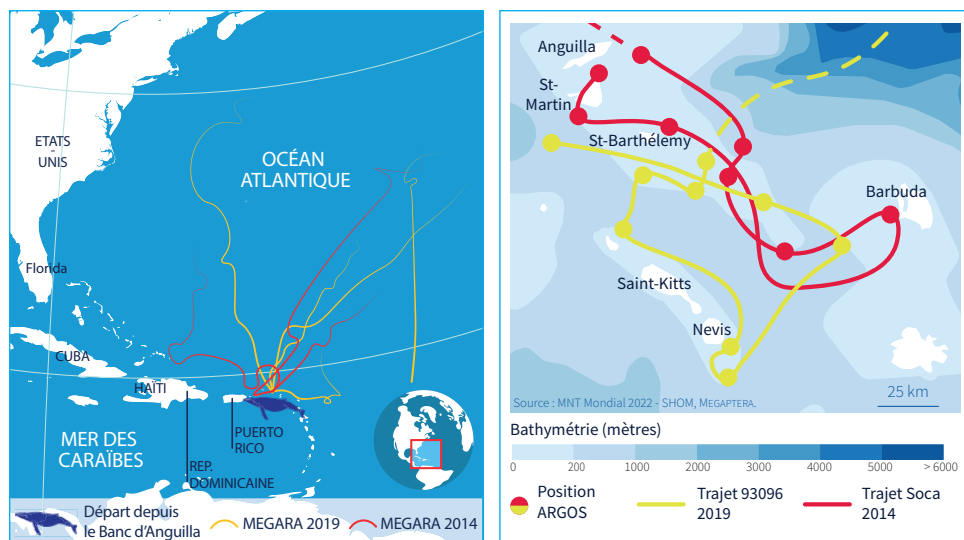 ETATS
-
UNIS
OCÉAN
ATLANTIQUE
Florida
CUBA
HAÏTI
MER DES
CARAÏBES
PUERTO
RICO
REP.
DOMINICAINE
Départ depuis
le Banc d'Anguilla
MEGARA 2019
MEGARA 2014
Anguilla
St-
Martin
St-Barthélemy
Barbuda
Saint-Kitts
Nevis
25 km
Source : MNT Mondial 2022 - SHOM, MEGAPTERA.
Bathymétrie (mètres)
0 200 1000 2000 3000 4000 5000 > 6000
Position
ARGOS
Trajet 93096
2019
Trajet Soca
2014